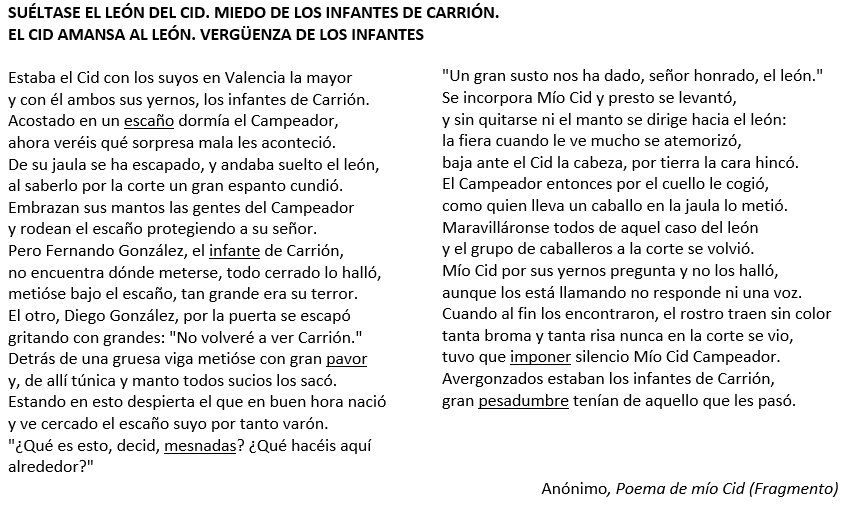 SUÉLTASE EL LEÓN DEL CID. MIEDO DE LOS INFANTES DE CARRIÓN.
EL CID AMANSA AL LEÓN. VERGÜENZA DE LOS INFANTES
Estaba el Cid con los suyos en Valencia la mayor
y con él ambos sus yernos, los infantes de Carrión.
Acostado en un escaño dormía el Campeador,
ahora veréis qué sorpresa mala les aconteció.
De su jaula se ha escapado, y andaba suelto el león,
al saberlo por la corte un gran espanto cundió.
Embrazan sus mantos las gentes del Campeador
y rodean el escaño protegiendo a su señor.
Pero Fernando González, el infante de Carrión,
no encuentra dónde meterse, todo cerrado lo halló,
metióse bajo el escaño, tan grande era su terror.
El otro, Diego González, por la puerta se escapó
gritando con grandes: "No volveré a ver Carrión."
Detrás de una gruesa viga metióse con gran pavor
y, de allí túnica y manto todos sucios los sacó.
Estando en esto despierta el que en buen hora nació
y ve cercado el escaño suyo por tanto varón.
"¿Qué es esto, decid, mesnadas? ¿Qué hacéis aquí
alrededor?"
"Un gran susto nos ha dado, señor honrado, el león."
Se incorpora Mío Cid y presto se levantó,
y sin quitarse ni el manto se dirige hacia el león:
la fiera cuando le ve mucho se atemorizó,
baja ante el Cid la cabeza, por tierra la cara hincó.
El Campeador entonces por el cuello le cogió,
como quien lleva un caballo en la jaula lo metió.
Maravilláronse todos de aquel caso del león
y el grupo de caballeros a la corte se volvió.
Mío Cid por sus yernos pregunta y no los halló,
aunque los está llamando no responde ni una voz.
Cuando al fin los encontraron, el rostro traen sin color
tanta broma y tanta risa nunca en la corte se vio,
tuvo que imponer silencio Mío Cid Campeador.
Avergonzados estaban los infantes de Carrión,
gran pesadumbre tenían de aquello que les pasó.
Anónimo, Poema de mío Cid (Fragmento)